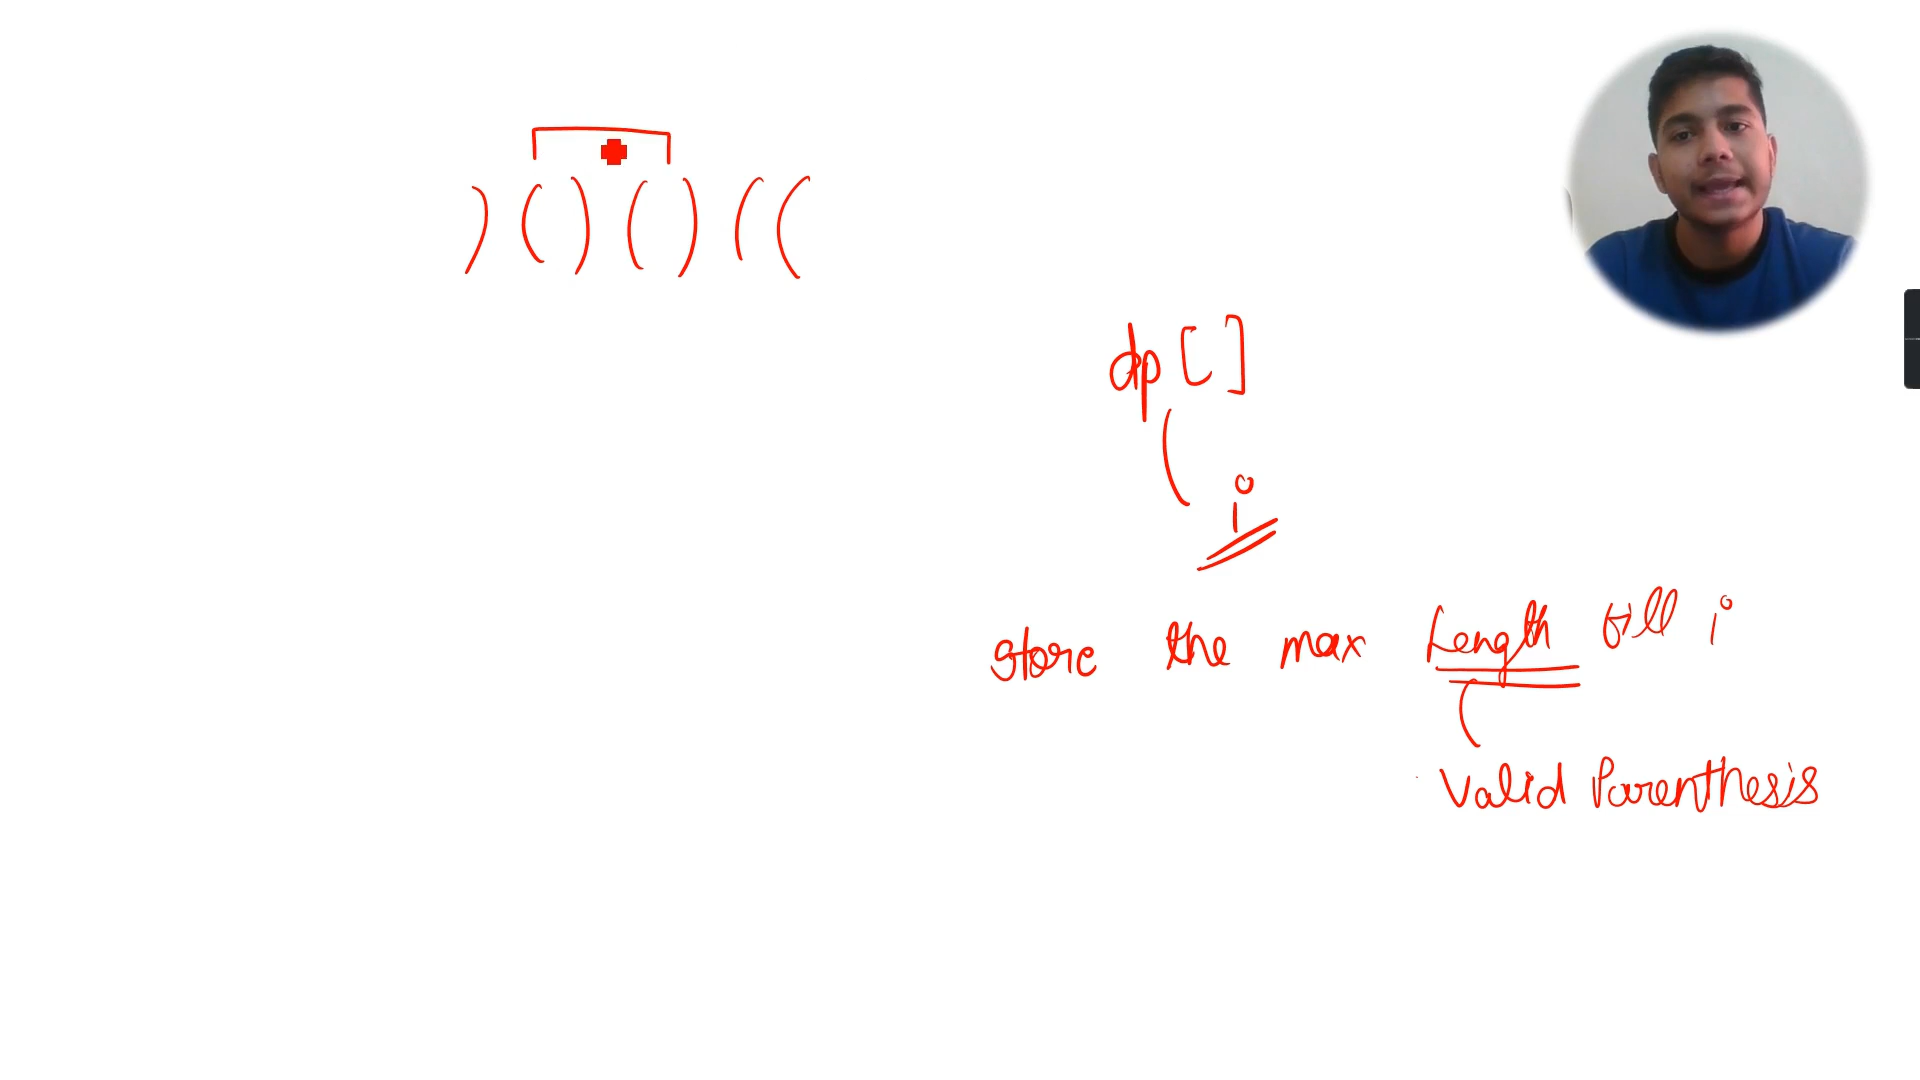 )()()((
dp[]
i
store the max Length till i
Valid Parenthesis